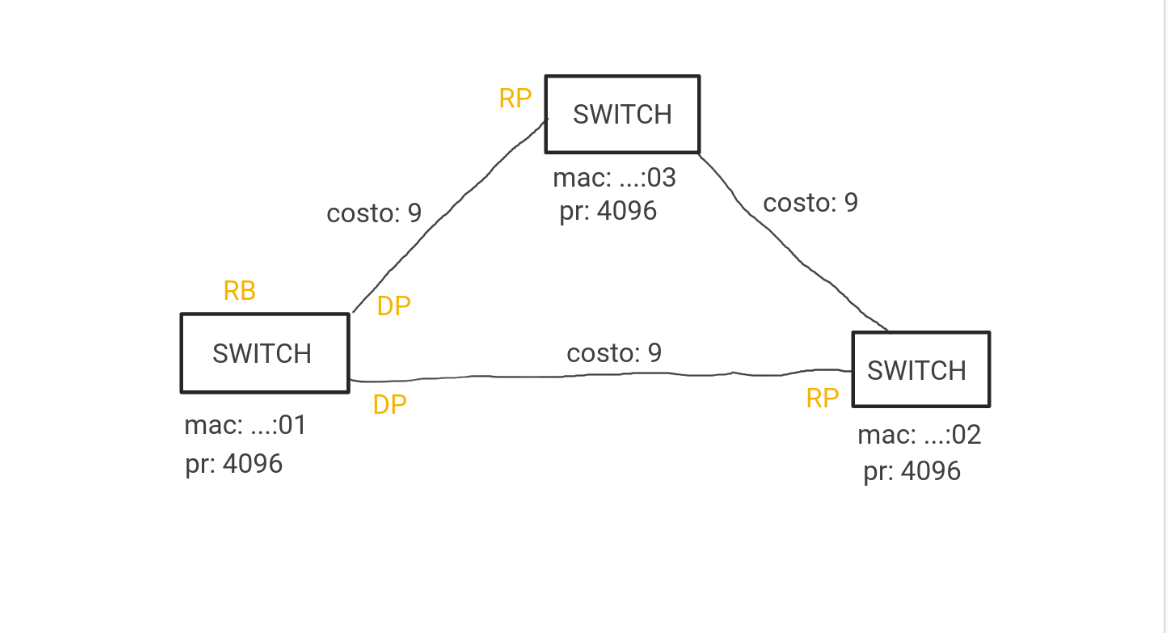 RP
SWITCH
mac: ...:03
pr: 4096
costo: 9
costo: 9
RB
DP
SWITCH
costo: 9
SWITCH
DP
RP
mac: ...:01
pr: 4096
mac: ...:02
pr: 4096